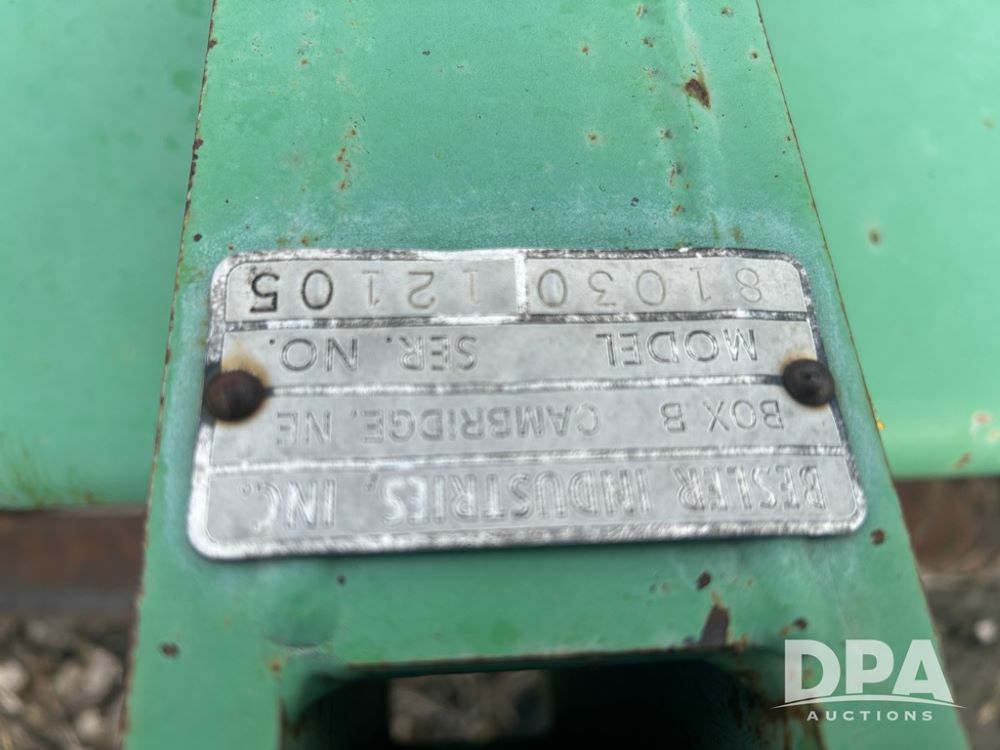 BESLER INDUSTRIES, INC.
BOX B CAMBRIDGE, NE
MODEL SER. NO.
81030 12105
DPA
AUCTIONS